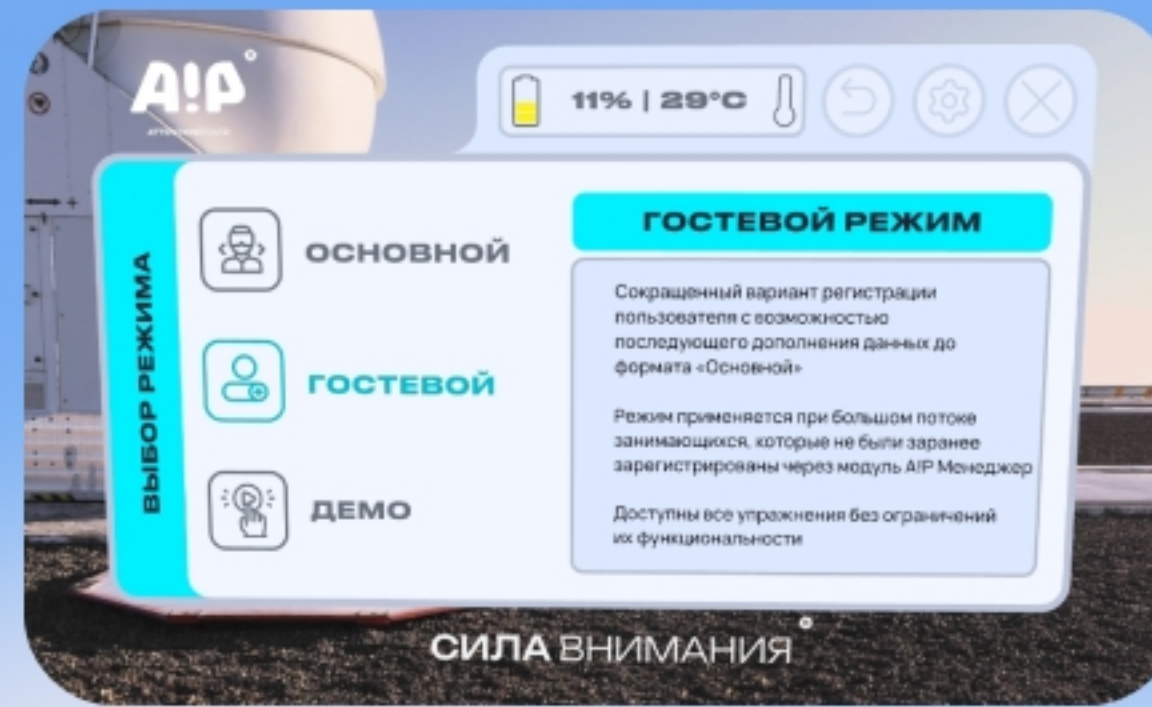 A!P
11% | 29°C
ВЫБОР РЕЖИМА
ОСНОВНОЙ
ГОСТЕВОЙ
ДЕМО
ГОСТЕВОЙ РЕЖИМ
Сокращенный вариант регистрации
пользователя с возможностью
последующего дополнения данных до
формата «Основной»
Режим применяется при большом потоке
занимающихся, которые не были заранее
зарегистрированы через модуль A!P Менеджер
Доступны все упражнения без ограничений
их функциональности
СИЛА ВНИМАНИЯ